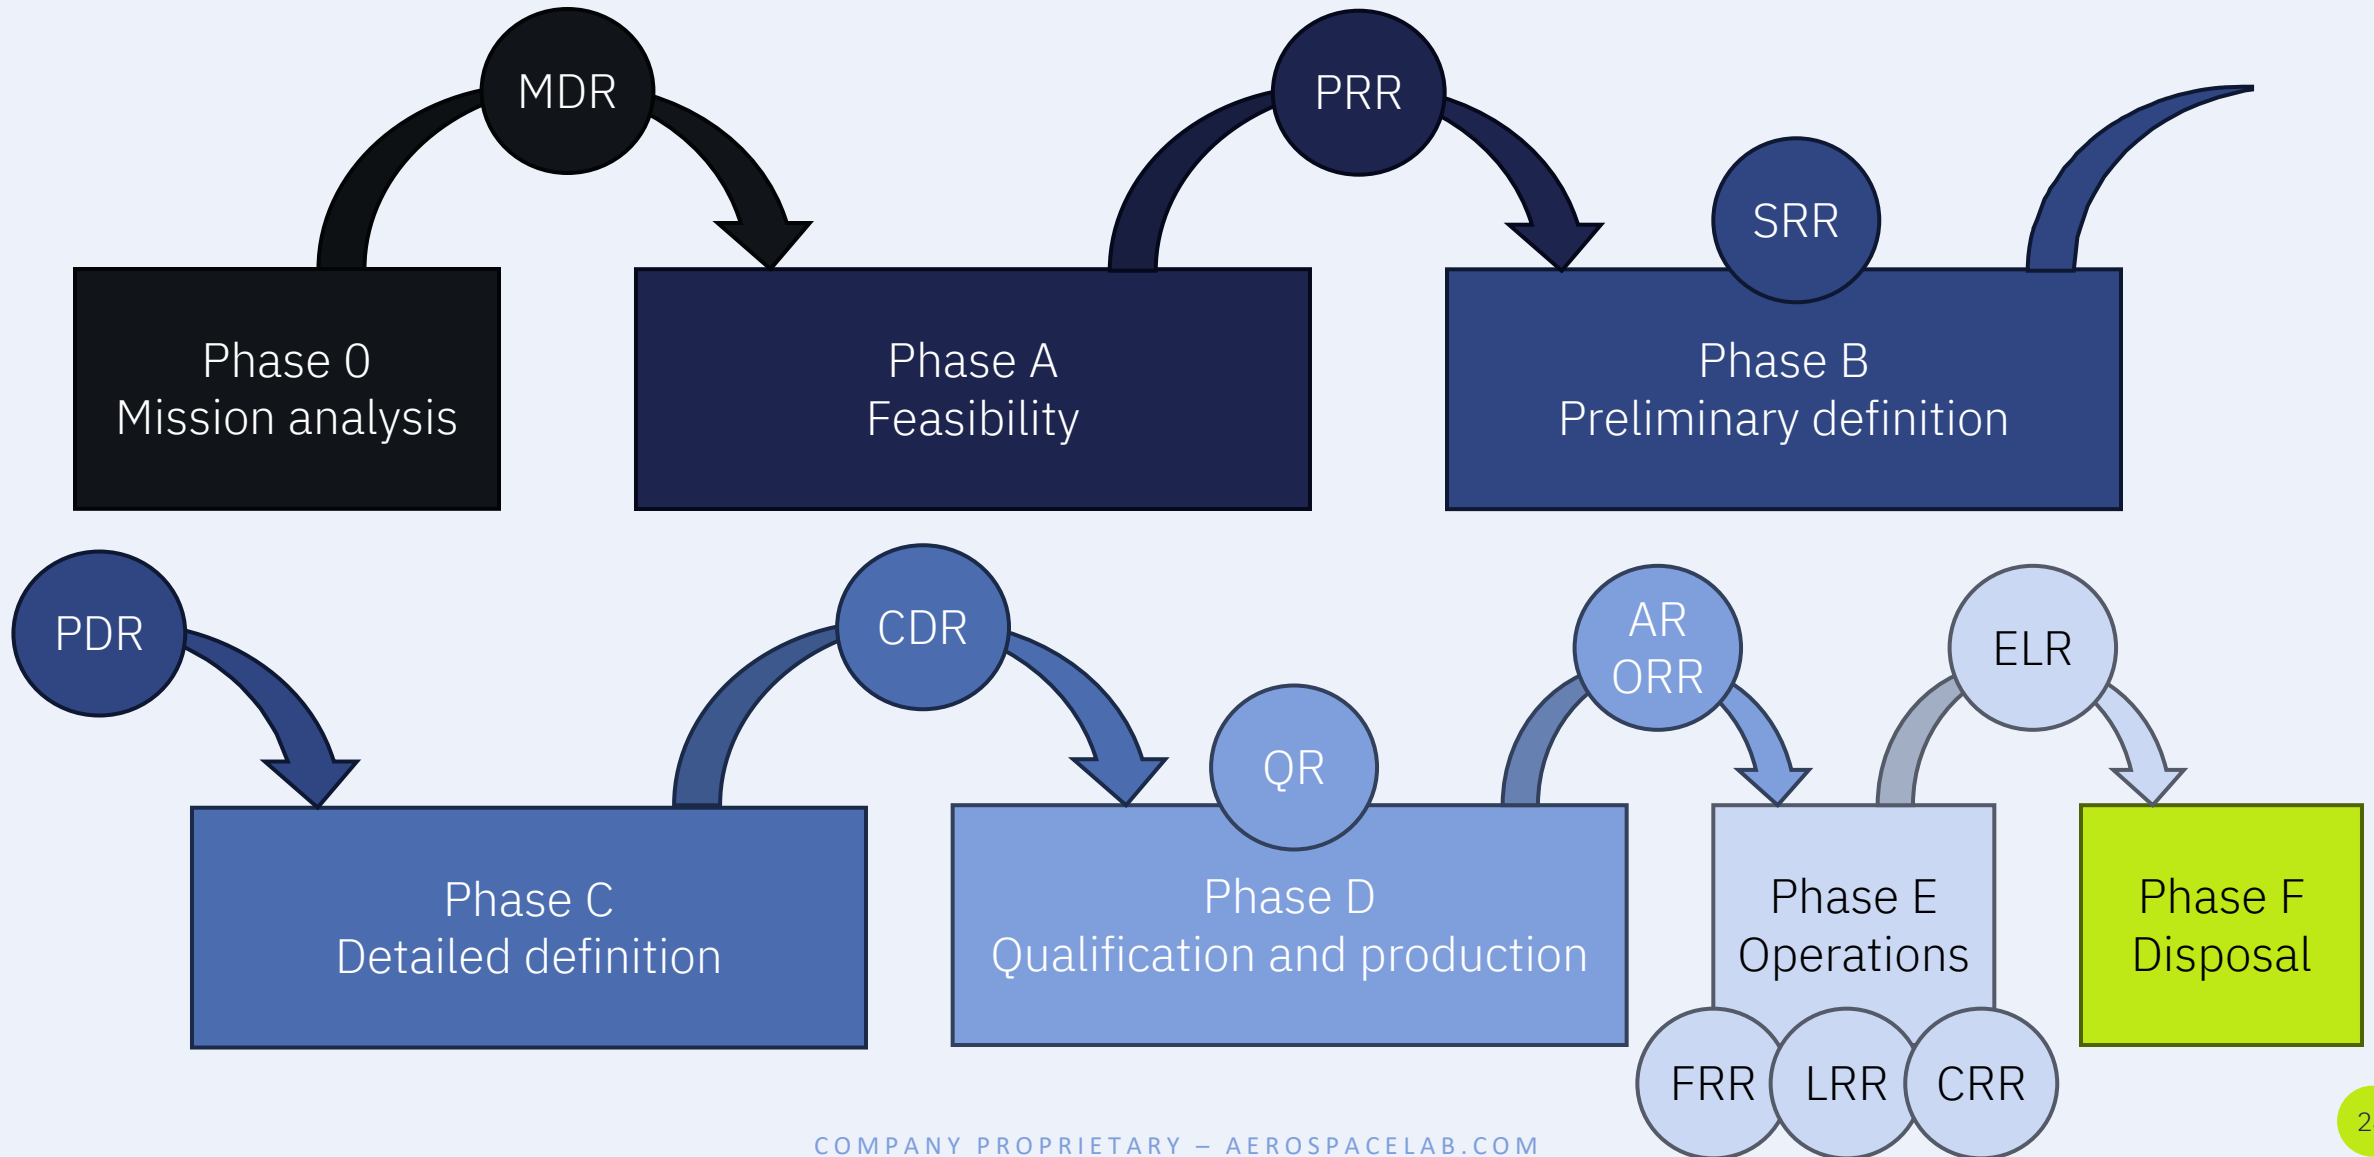 MDR
PRR
SRR
Phase 0
Mission analysis
Phase A
Feasibility
Phase B
Preliminary definition
PDR
CDR
QR
AR
ORR
ELR
Phase C
Detailed definition
Phase D
Qualification and production
Phase E
Operations
Phase F
Disposal
FRR
LRR
CRR
COMPANY PROPRIETARY – AEROSPACELAB.COM